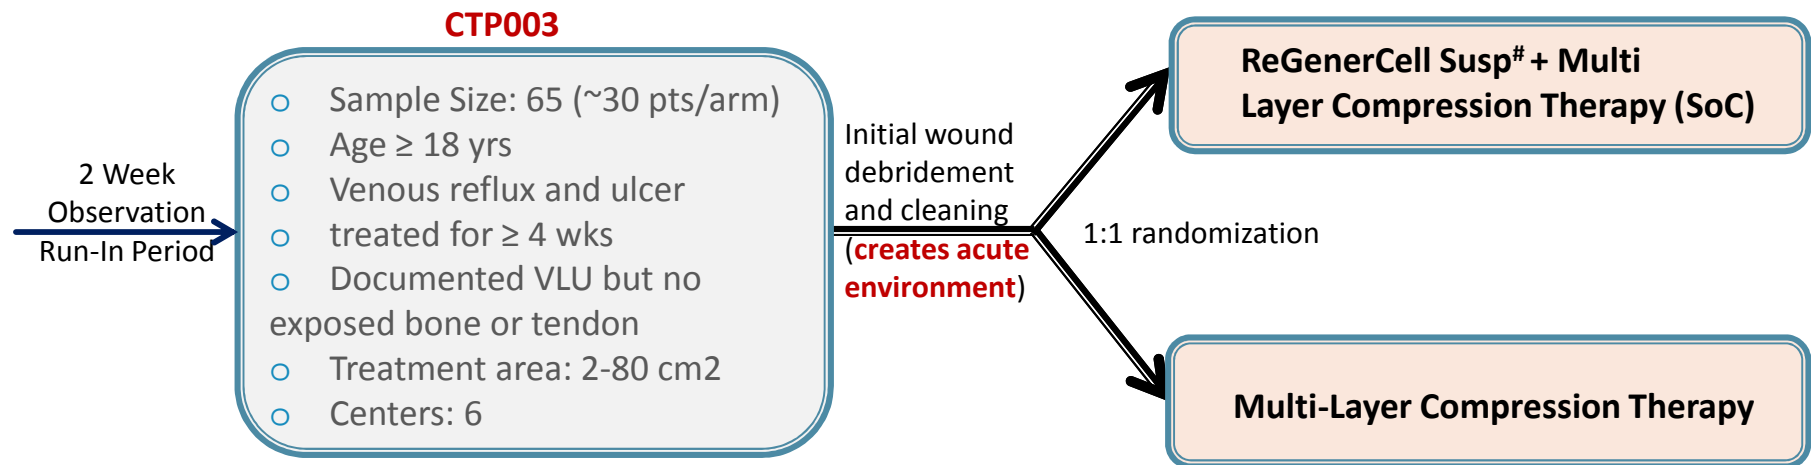 CTP003
2 Week
Observation
Run-In Period
o Sample Size: 65 (~30 pts/arm)
o Age ≥ 18 yrs
o Venous reflux and ulcer
o treated for ≥ 4 wks
o Documented VLU but no
exposed bone or tendon
o Treatment area: 2-80 cm2
o Centers: 6
Initial wound
debridement
and cleaning
(creates acute
environment)
1:1 randomization
ReGenerCell Susp# + Multi
Layer Compression Therapy (SoC)
Multi-Layer Compression Therapy